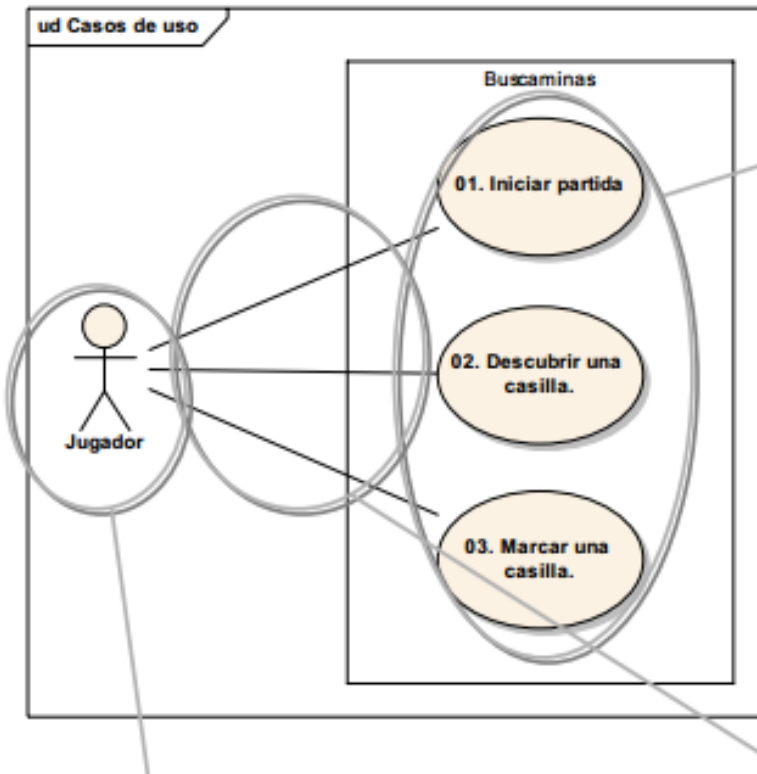 ud Casos de uso
Buscaminas
01. Iniciar partida
02. Descubrir una
casilla.
Jugador
03. Marcar una
casilla.